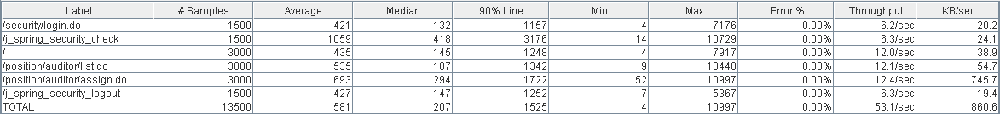 Label # Samples Average Median 90% Line Min Max Error % Throughput KB/sec
/security/login.do 1500 421 132 1157 4 7176 0.00% 6.2/sec 20.2
/j_spring_security_check 1500 1059 418 3176 14 10729 0.00% 6.3/sec 24.1
/ 3000 435 145 1248 4 7917 0.00% 12.0/sec 38.9
/position/auditor/list.do 3000 535 187 1342 9 10448 0.00% 12.1/sec 54.7
/position/auditor/assign.do 3000 693 294 1722 52 10997 0.00% 12.4/sec 745.7
/j_spring_security_logout 1500 427 147 1252 7 5367 0.00% 6.3/sec 19.4
TOTAL 13500 581 207 1525 4 10997 0.00% 53.1/sec 860.6